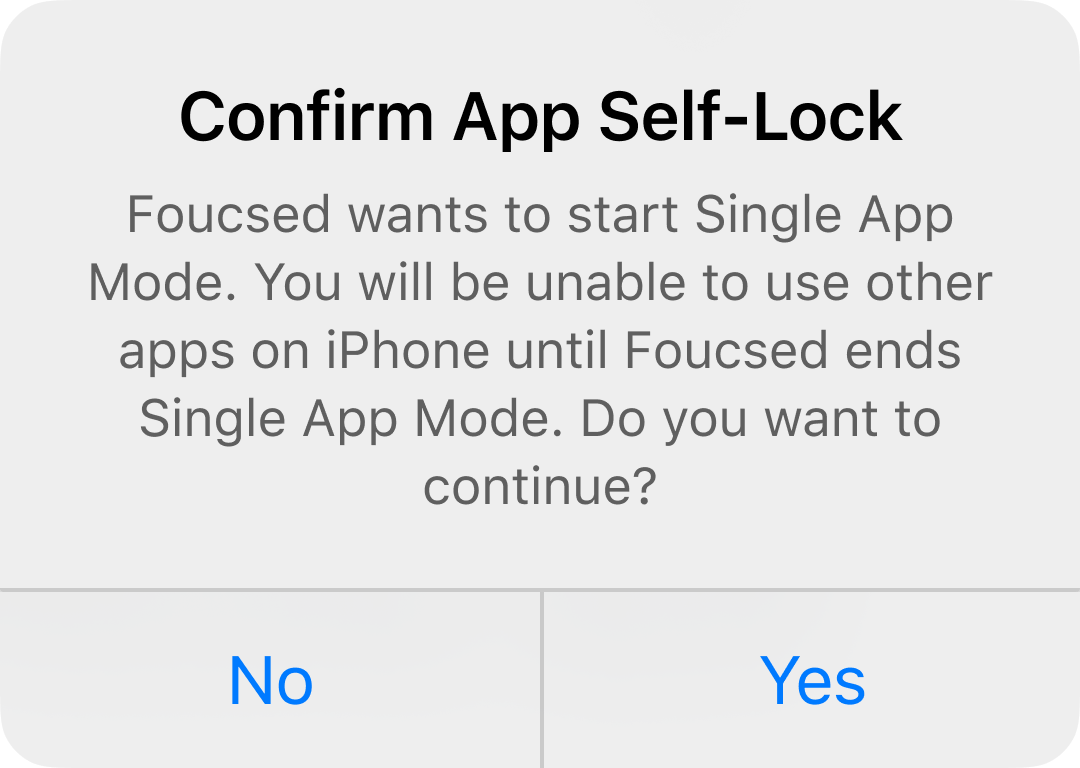 Confirm App Self-Lock
Foucsed wants to start Single App
Mode. You will be unable to use other
apps on iPhone until Foucsed ends
Single App Mode. Do you want to
continue?
No
Yes